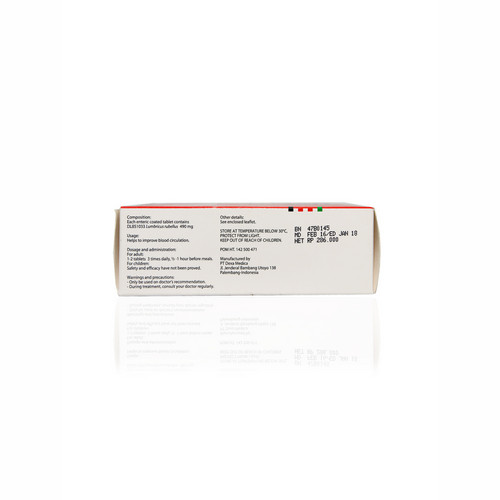 Composition:
Each enteric coated tablet contains
DLBS1033 Lumbricus rubellus 490 mg
Usage:
Helps to improve blood circulation.
Dosage and administration:
For adult:
1-2 tablets 3 times daily, ½ -1 hour before meals.
For children:
Safety and efficacy have not been proved.
Warnings and precautions:
- Only be used on doctor's recommendation.
- During treatment, consult your doctor regularly.
Other details:
See enclosed leaflet.
STORE AT TEMPERATURE BELOW 30°C,
PROTECT FROM LIGHT.
KEEP OUT OF REACH OF CHILDREN.
POM HT. 142 500 471
Manufactured by
PT Dexa Medica
Jl. Jenderal Bambang Utoyo 138
Palembang-Indonesia
BN 47B0145
MD FEB 16/ED JAN 18
HET RP 286.000